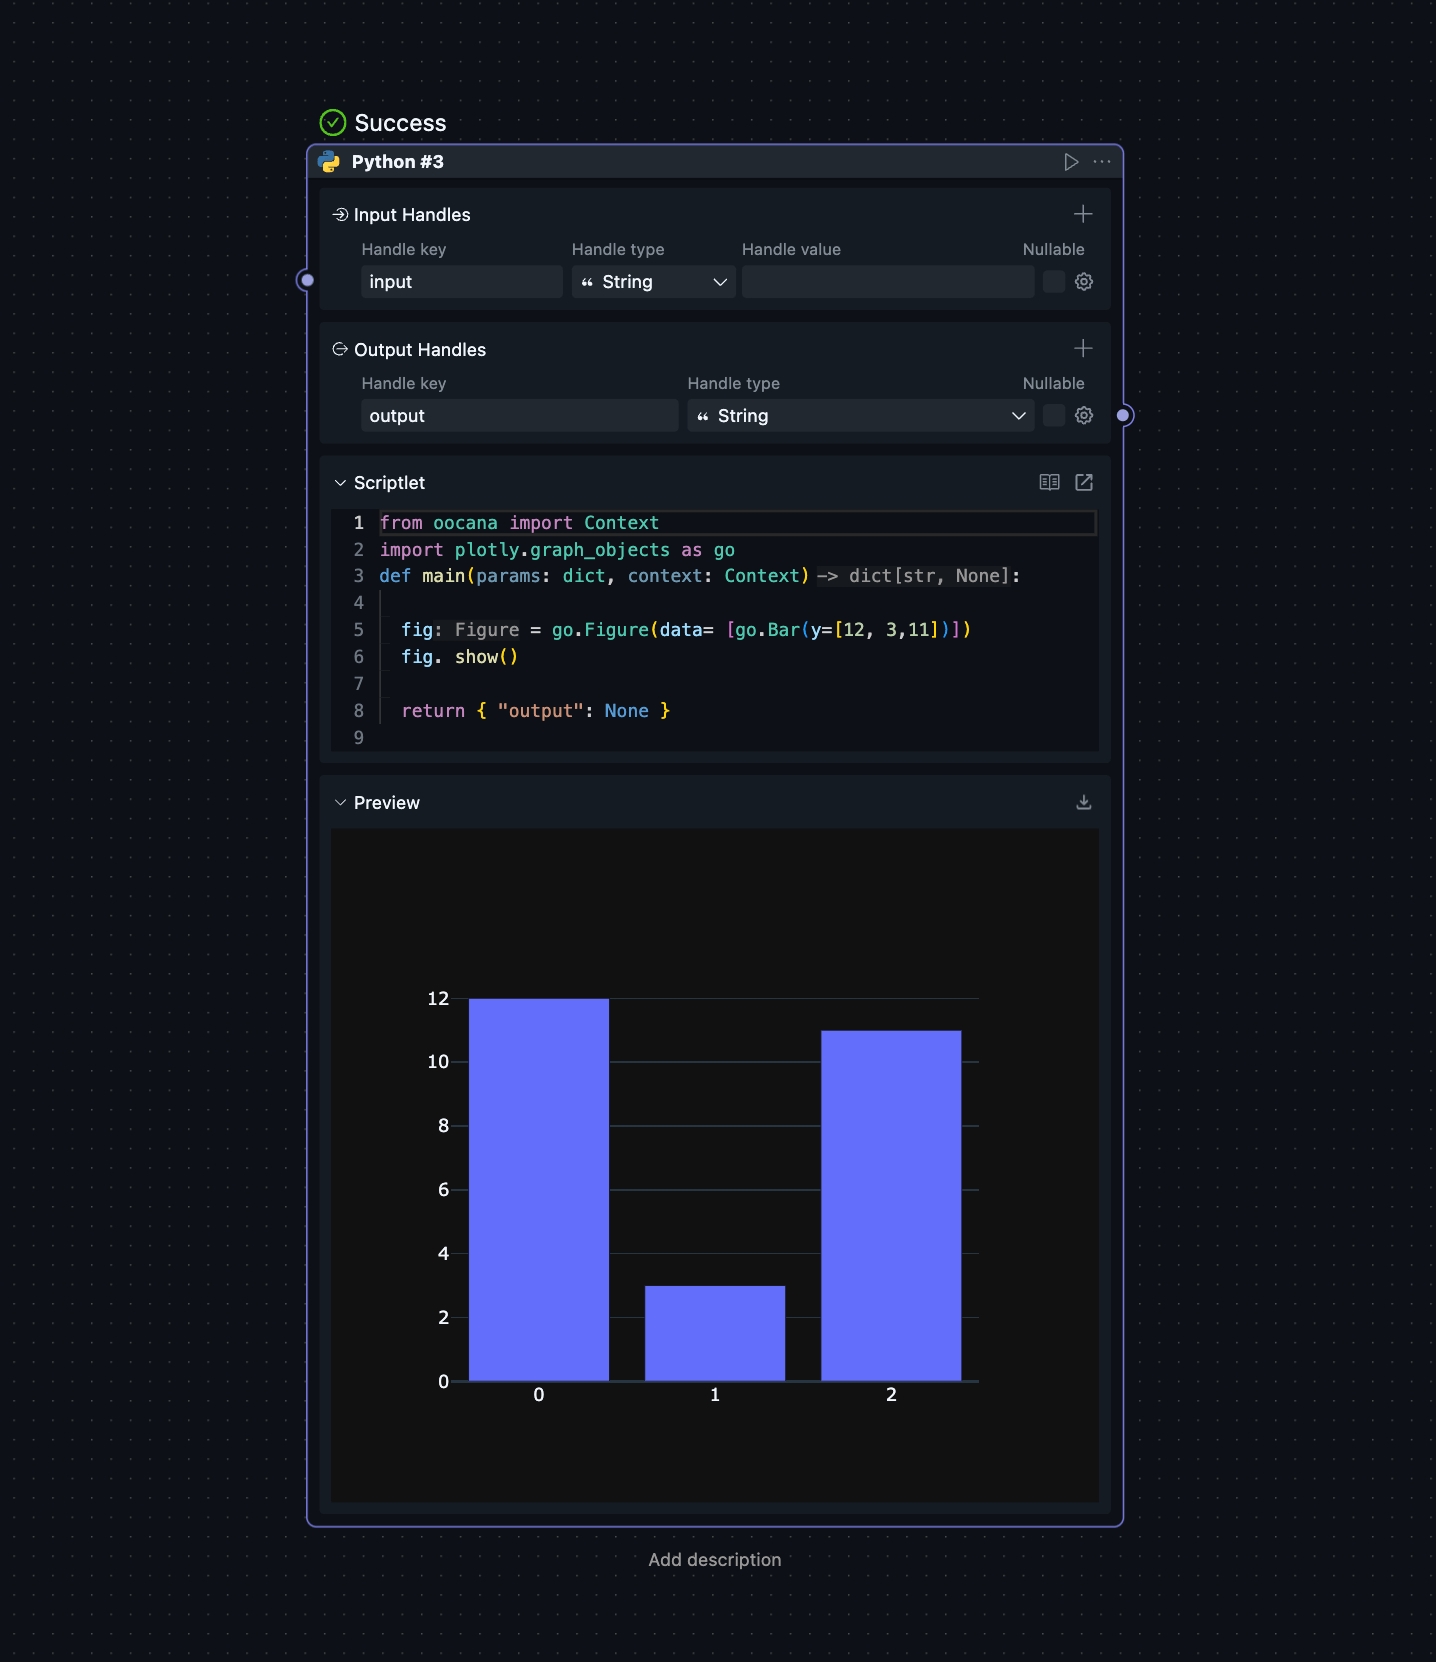 Success
Python #3
Input Handles
Handle key Handle type Handle value Nullable
input “ String
Output Handles
Handle key Handle type Nullable
output “ String
Scriptlet
1 from oocana import Context
2 import plotly.graph_objects as go
3 def main(params: dict, context: Context) -> dict[str, None]:
4
5 fig: Figure = go.Figure(data= [go.Bar(y=[12, 3,11])])
6 fig. show()
7
8 return { "output": None }
9
Preview
12
10
8
6
4
2
0
0 1 2
Add description